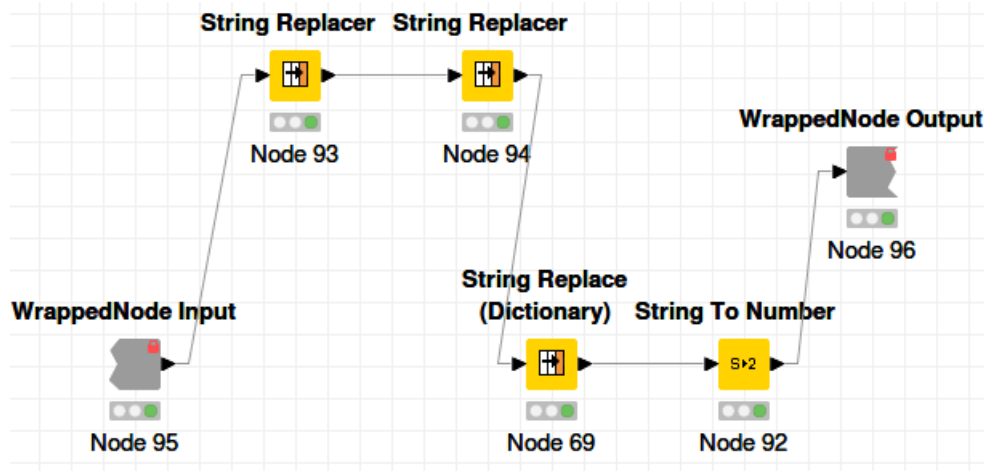 String Replacer String Replacer
Node 93 Node 94
WrappedNode Output
Node 96
WrappedNode Input
Node 95
String Replace
(Dictionary)
Node 69
String To Number
S▸2
Node 92